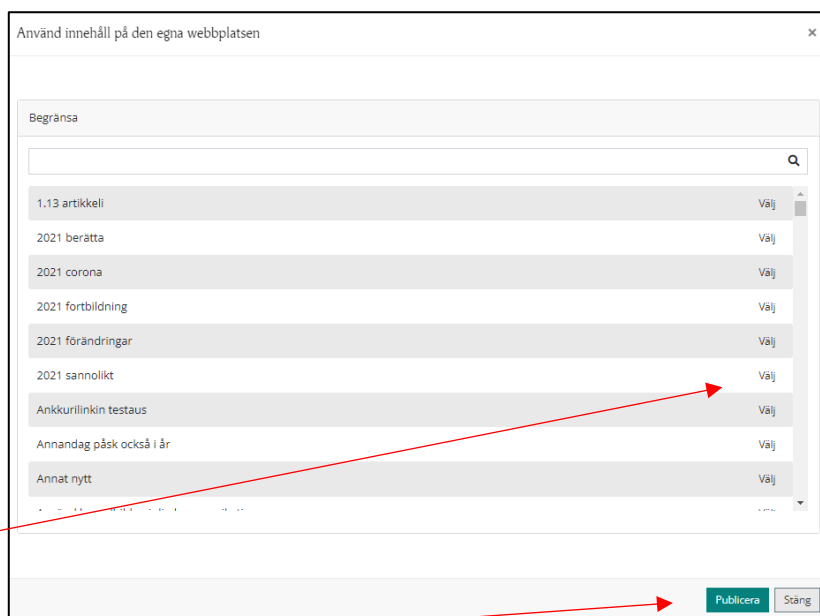 Använd innehåll på den egna webbplatsen ×
Begränsa
1.13 artikkeli Välj
2021 berätta Välj
2021 corona Välj
2021 fortbildning Välj
2021 förändringar Välj
2021 sannolikt Välj
Ankkurilinkin testaus Välj
Annandag påsk också i år Välj
Annat nytt Välj
Publicera Stäng